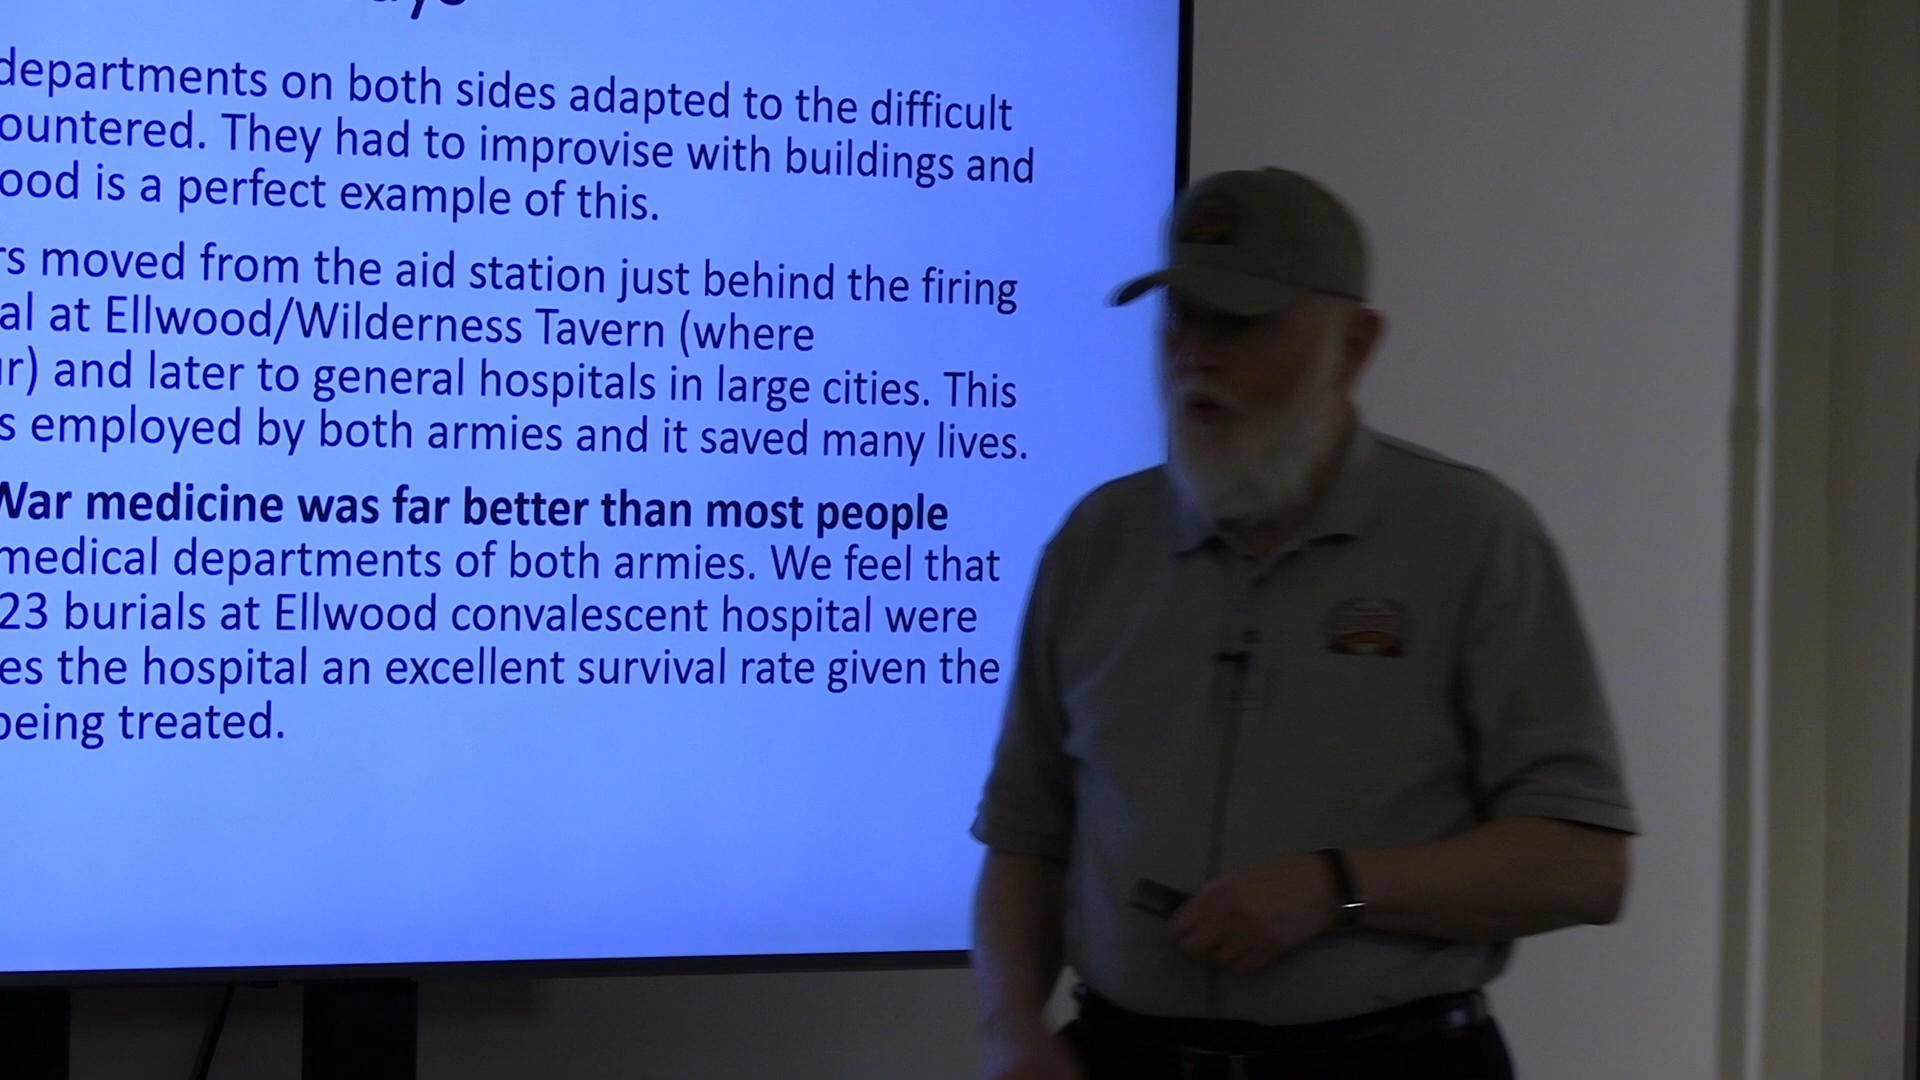 departments on both sides adapted to the difficult
ountered. They had to improvise with buildings and
ood is a perfect example of this.
rs moved from the aid station just behind the firing
al at Ellwood/Wilderness Tavern (where
r) and later to general hospitals in large cities. This
s employed by both armies and it saved many lives.
War medicine was far better than most people
medical departments of both armies. We feel that
23 burials at Ellwood convalescent hospital were
es the hospital an excellent survival rate given the
being treated.